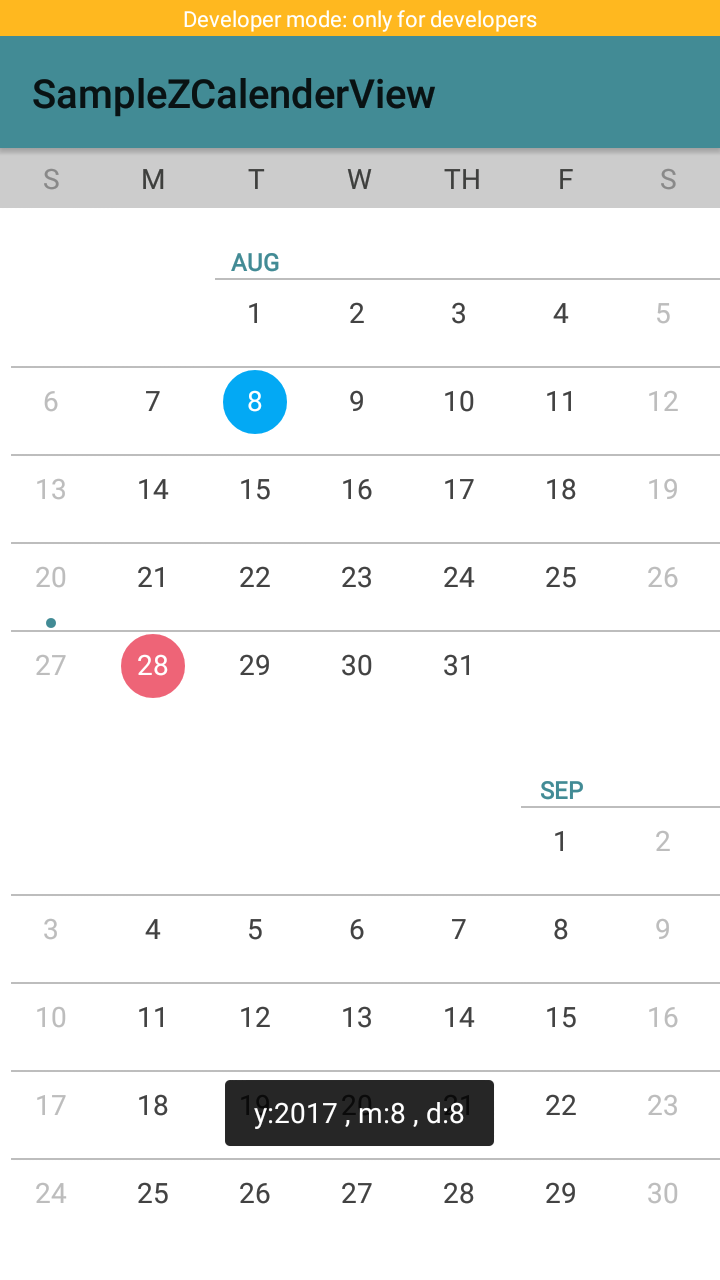 Developer mode: only for developers
SampleZCalenderView
S M T W TH F S
AUG
1 2 3 4 5
6 7 8 9 10 11 12
13 14 15 16 17 18 19
20 21 22 23 24 25 26
27 28 29 30 31
SEP
1 2
3 4 5 6 7 8 9
10 11 12 13 14 15 16
17 18 19 20 21 22 23
y:2017 , m:8 , d:8
24 25 26 27 28 29 30